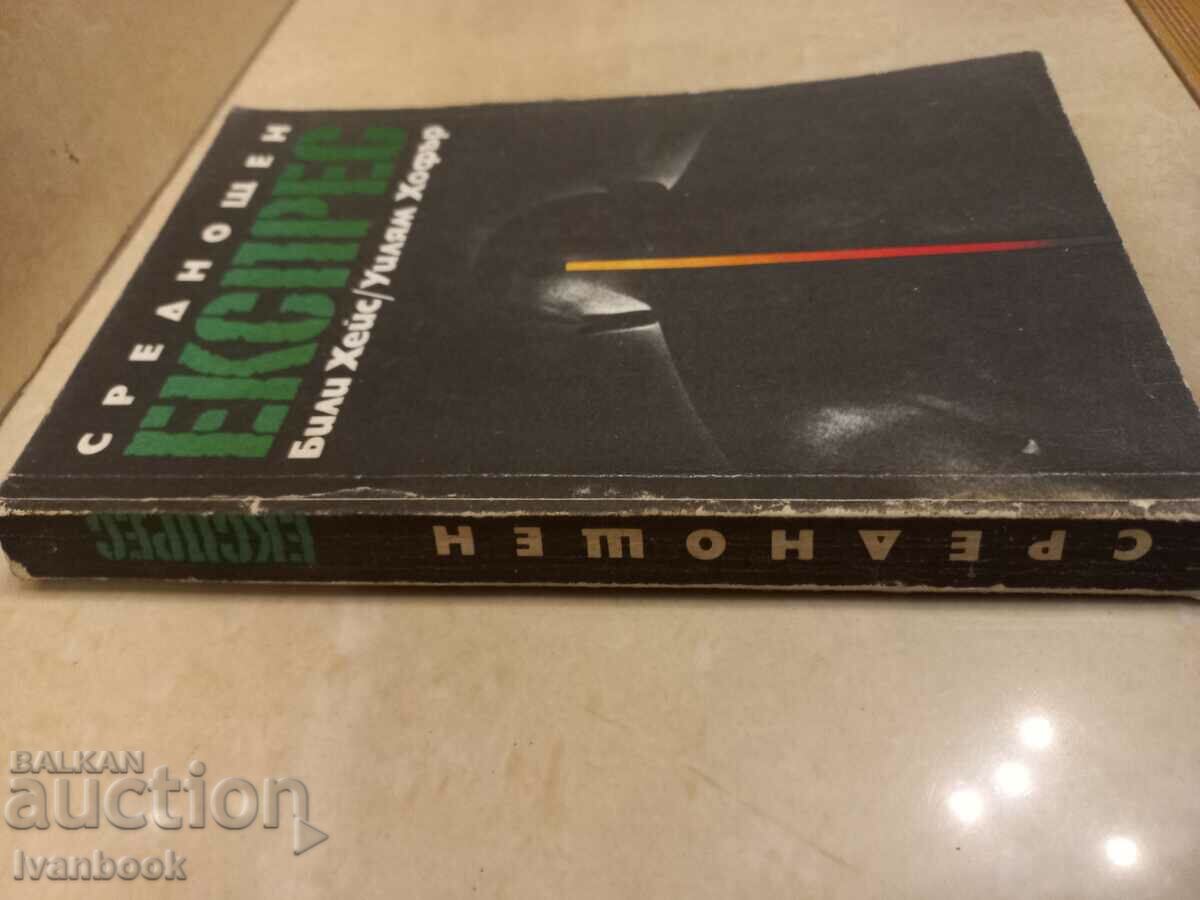 СРЕДНОЩЕН
ЕКСПРЕС
Били Хейс/Уилям Хофър
СРЕДНОЩЕН
ЕКСПРЕС
BALKAN
auction
Ivanbook